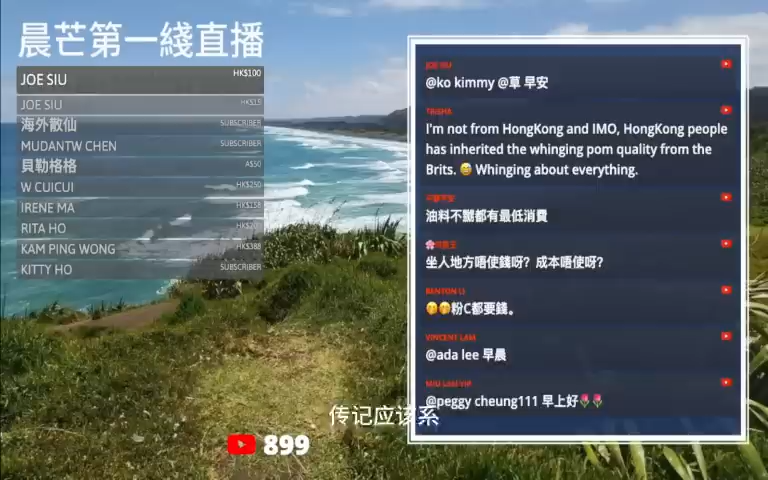 晨芒第一綫直播
JOE SIU HK$100
JOE SIU HK$15
海外散仙 SUBSCRIBER
MUDANTW CHEN SUBSCRIBER
貝勒格格 A$50
W CUICUI HK$250
IRENE MA
RITA HO
KAM PING WONG HK$388
KITTY HO SUBSCRIBER
JOE SIU
@ko kimmy @草 早安
TRISHA
I'm not from HongKong and IMO, HongKong people
has inherited the whinging pom quality from the
Brits. 😅 Whinging about everything.
油料不嬲都有最低消費
坐人地方唔使錢呀？成本唔使呀？
BENTON LI
🤭🤭粉C都要錢。
VINCENT LAM
@ada lee 早晨
@peggy cheung111 早上好🌷🌷
传记应该系
899